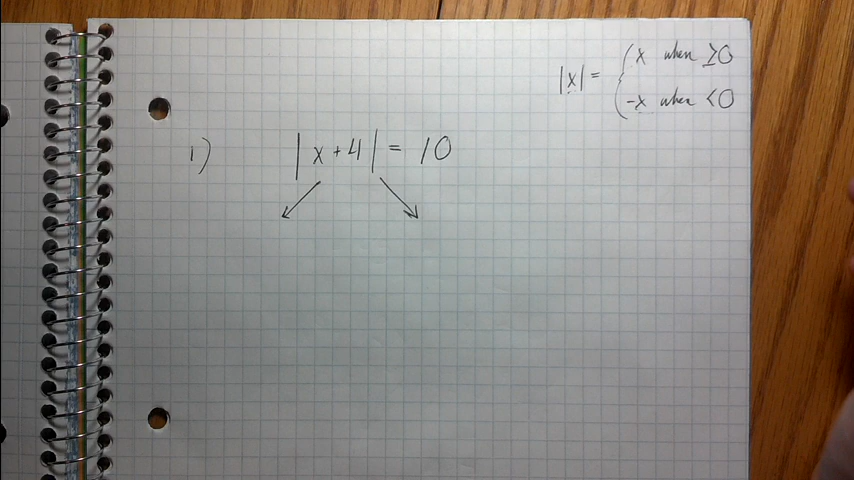 |x| = { x when ≥0
-x when <0
1) |x+4| = 10